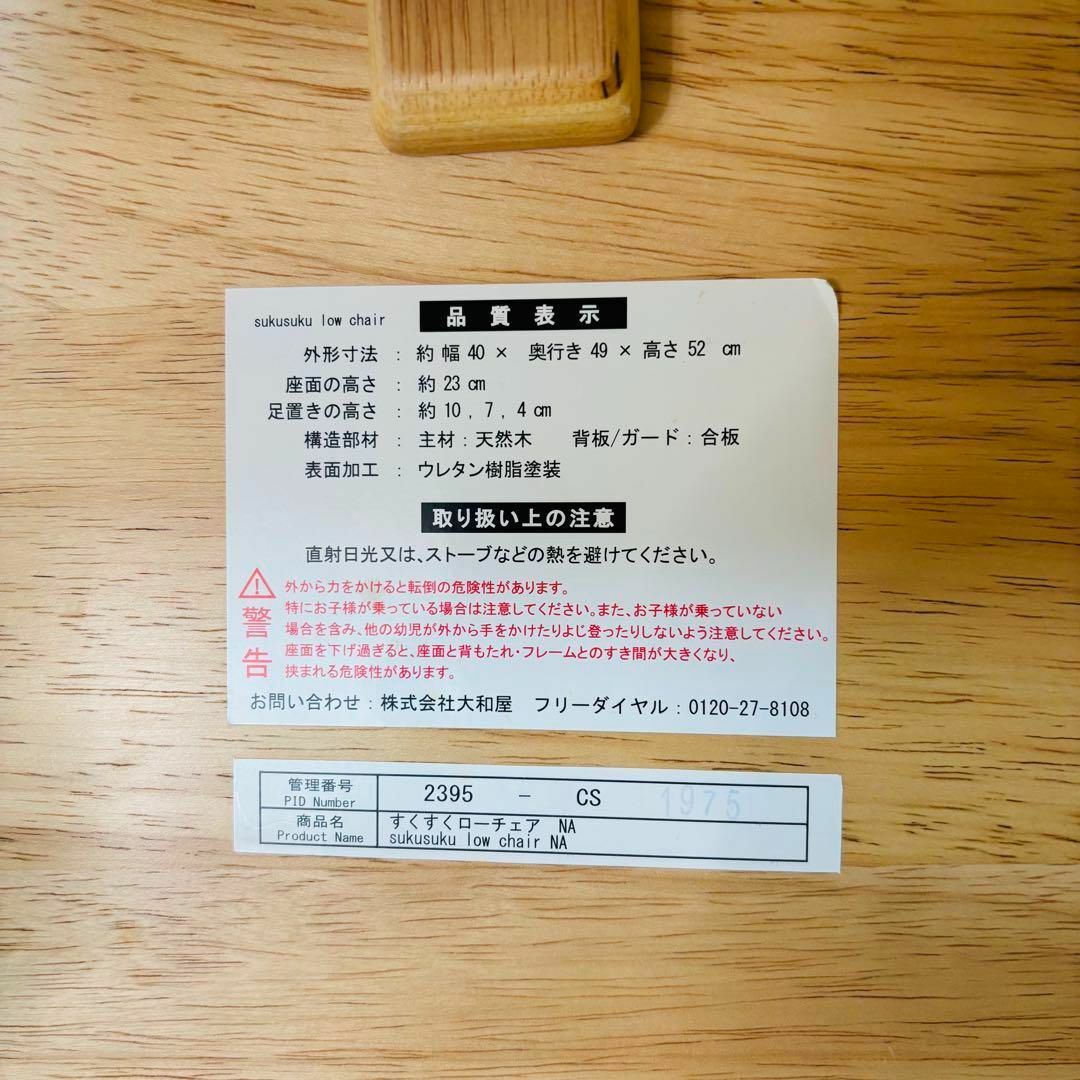 sukusuku low chair 品質表示
外形寸法 : 約 幅 40 × 奥行き 49 × 高さ 52 cm
座面の高さ : 約 23 cm
足置きの高さ : 約 10 , 7 , 4 cm
構造部材 : 主材 : 天然木 背板/ガード : 合板
表面加工 : ウレタン樹脂塗装
取り扱い上の注意
直射日光又は、ストーブなどの熱を避けてください。
警告
外から力をかけると転倒の危険性があります。
特にお子様が乗っている場合は注意してください。また、お子様が乗っていない
場合を含み、他の幼児が外から手をかけたりよじ登ったりしないよう注意してください。
座面を下げ過ぎると、座面と背もたれ・フレームとのすき間が大きくなり、
挟まれる危険性があります。
お問い合わせ : 株式会社大和屋 フリーダイヤル : 0120-27-8108
管理番号 2395 - CS 1975
PID Number
商品名 すくすくローチェア NA
Product Name sukusuku low chair NA